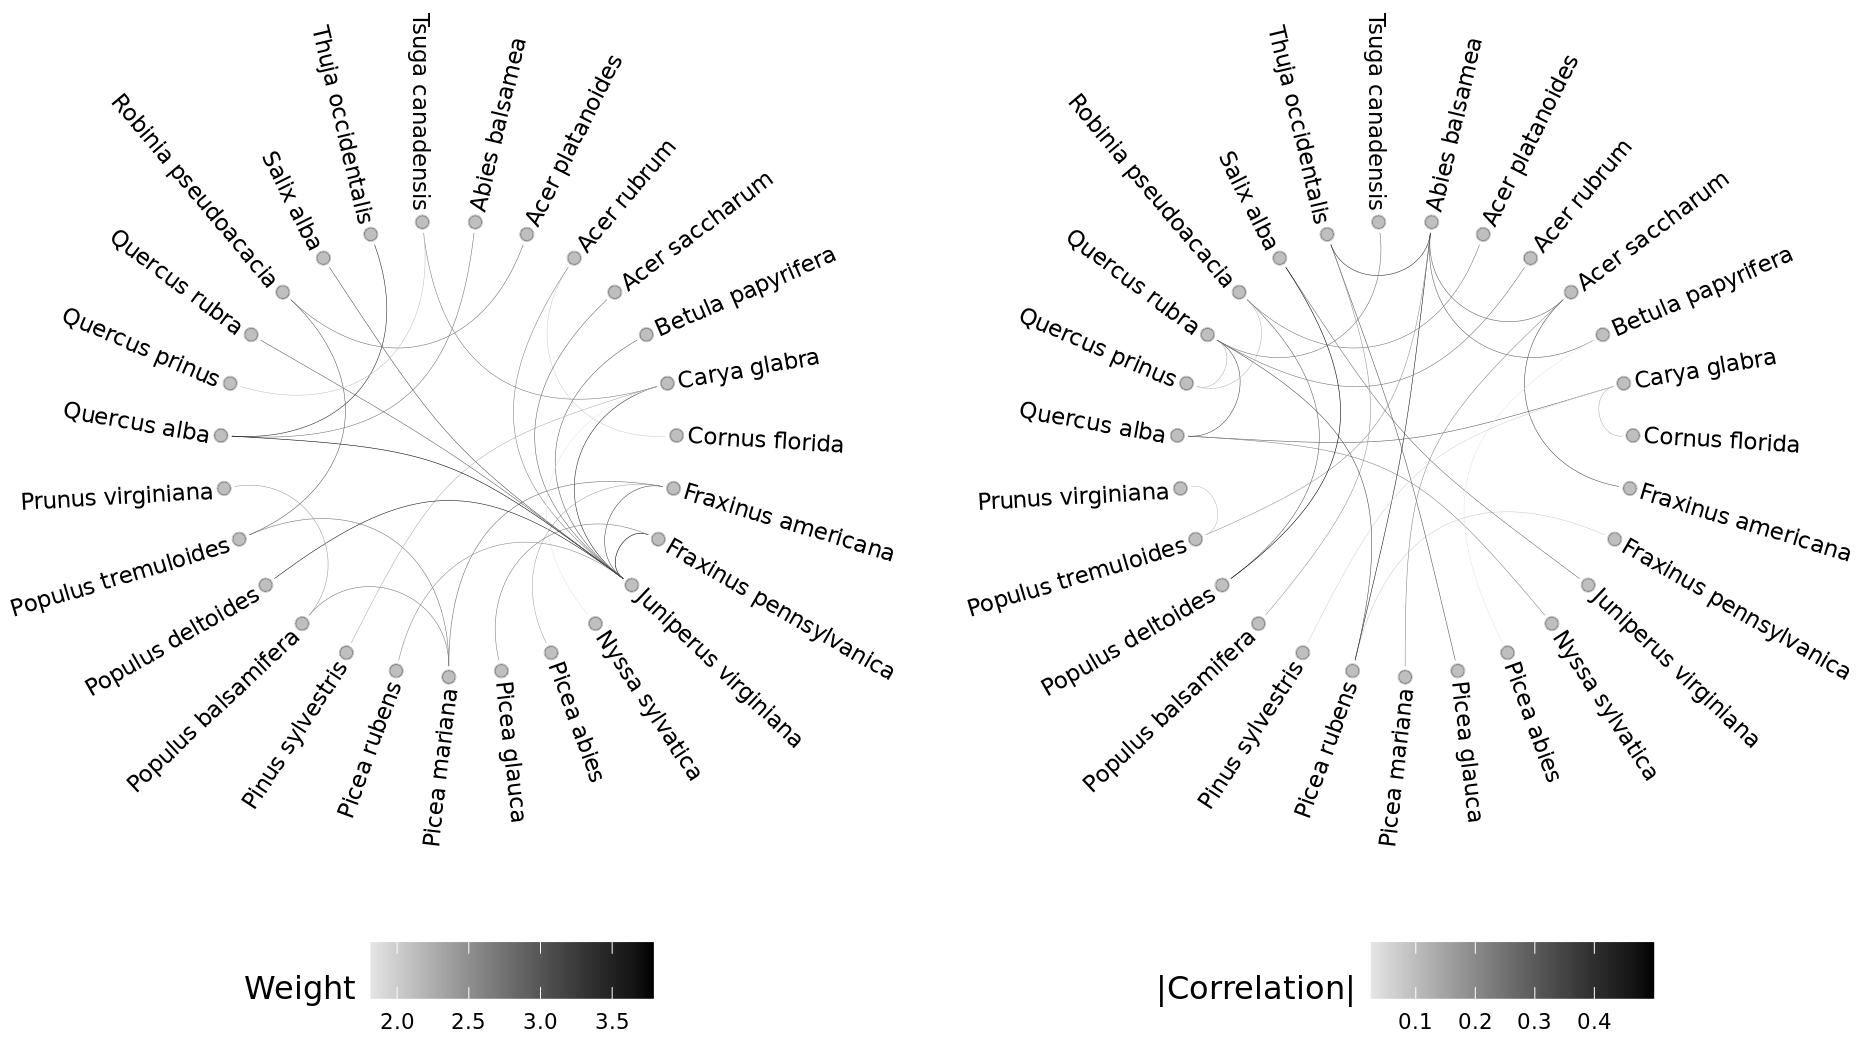 Tsuga canadensis
Thuja occidentalis
Abies balsamea
Acer platanoides
Robinia pseudoacacia
Salix alba
Acer rubrum
Acer saccharum
Quercus rubra
Betula papyrifera
Quercus prinus
Carya glabra
Quercus alba
Cornus florida
Prunus virginiana
Fraxinus americana
Populus tremuloides
Fraxinus pennsylvanica
Populus deltoides
Juniperus virginiana
Populus balsamifera
Nyssa sylvatica
Pinus sylvestris
Picea abies
Picea rubens
Picea mariana
Picea glauca
Weight
2.0 2.5 3.0 3.5
Tsuga canadensis
Thuja occidentalis
Abies balsamea
Acer platanoides
Robinia pseudoacacia
Salix alba
Acer rubrum
Acer saccharum
Quercus rubra
Betula papyrifera
Quercus prinus
Carya glabra
Quercus alba
Cornus florida
Prunus virginiana
Fraxinus americana
Populus tremuloides
Fraxinus pennsylvanica
Populus deltoides
Juniperus virginiana
Populus balsamifera
Nyssa sylvatica
Pinus sylvestris
Picea abies
Picea rubens
Picea mariana
Picea glauca
|Correlation|
0.1 0.2 0.3 0.4